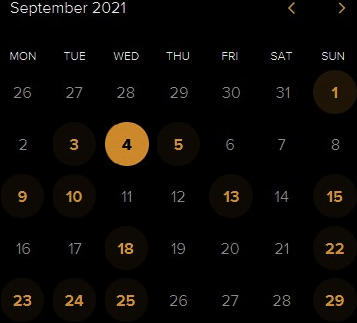 September 2021
MON TUE WED THU FRI SAT SUN
26 27 28 29 30 31 1
2 3 4 5 6 7 8
9 10 11 12 13 14 15
16 17 18 19 20 21 22
23 24 25 26 27 28 29